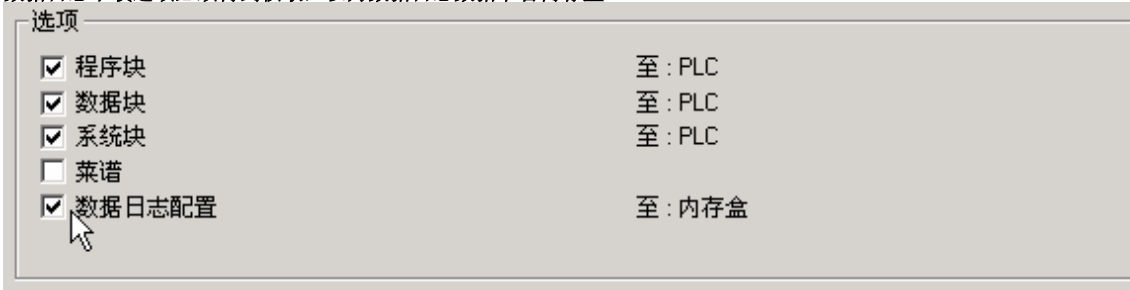 选项
程序块 至 : PLC
数据块 至 : PLC
系统块 至 : PLC
菜谱
数据日志配置 至 : 内存盒